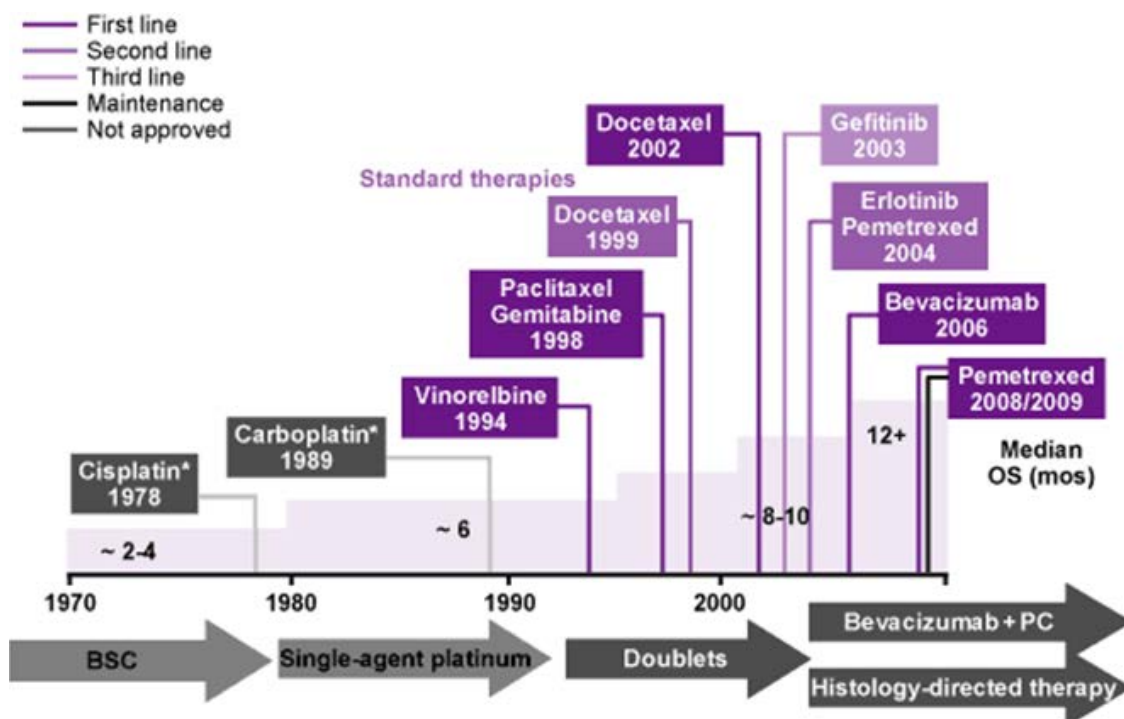 First line
Second line
Third line
Maintenance
Not approved
Docetaxel
2002
Gefitinib
2003
Standard therapies
Docetaxel
1999
Erlotinib
Pemetrexed
2004
Paclitaxel
Gemitabine
1998
Bevacizumab
2006
Vinorelbine
1994
Pemetrexed
2008/2009
Carboplatin*
1989
Cisplatin*
1978
12+
Median
OS (mos)
~ 8-10
~ 6
~ 2-4
1970
1980
1990
2000
BSC
Single-agent platinum
Doublets
Bevacizumab + PC
Histology-directed therapy